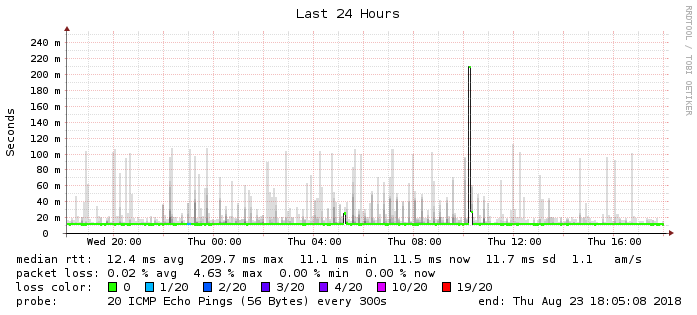 Last 24 Hours
RRDTOOL / TOBI OETIKER
Seconds
240 m
220 m
200 m
180 m
160 m
140 m
120 m
100 m
80 m
60 m
40 m
20 m
0
Wed 20:00 Thu 00:00 Thu 04:00 Thu 08:00 Thu 12:00 Thu 16:00
median rtt: 12.4 ms avg 209.7 ms max 11.1 ms min 11.5 ms now 11.7 ms sd 1.1 am/s
packet loss: 0.02 % avg 4.63 % max 0.00 % min 0.00 % now
loss color: 0 1/20 2/20 3/20 4/20 10/20 19/20
probe: 20 ICMP Echo Pings (56 Bytes) every 300s end: Thu Aug 23 18:05:08 2018